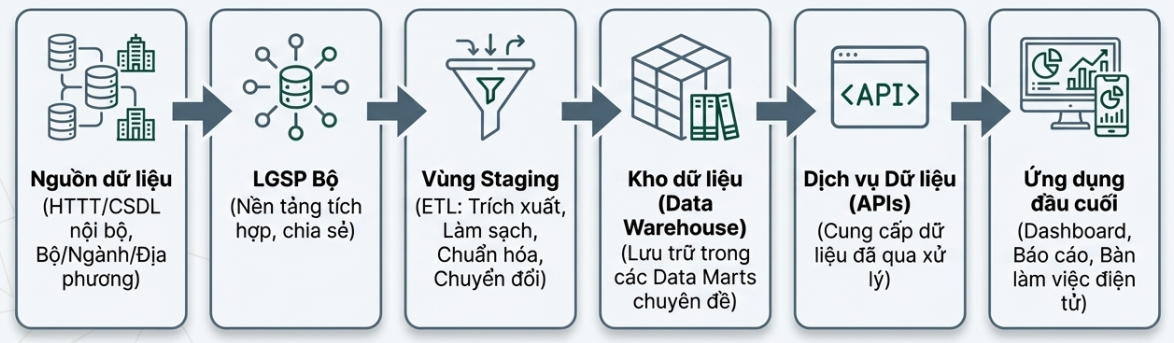 <API>
Nguồn dữ liệu
(HTTT/CSDL
nội bộ,
Bộ/Ngành/Địa
phương)
LGSP Bộ
(Nền tảng tích
hợp, chia sẻ)
Vùng Staging
(ETL: Trích xuất,
Làm sạch,
Chuẩn hóa,
Chuyển đổi)
Kho dữ liệu
(Data
Warehouse)
(Lưu trữ trong
các Data Marts
chuyên đề)
Dịch vụ Dữ liệu
(APIs)
(Cung cấp dữ
liệu đã qua xử
lý)
Ứng dụng
đầu cuối
(Dashboard,
Báo cáo, Bàn
làm việc điện
tử)